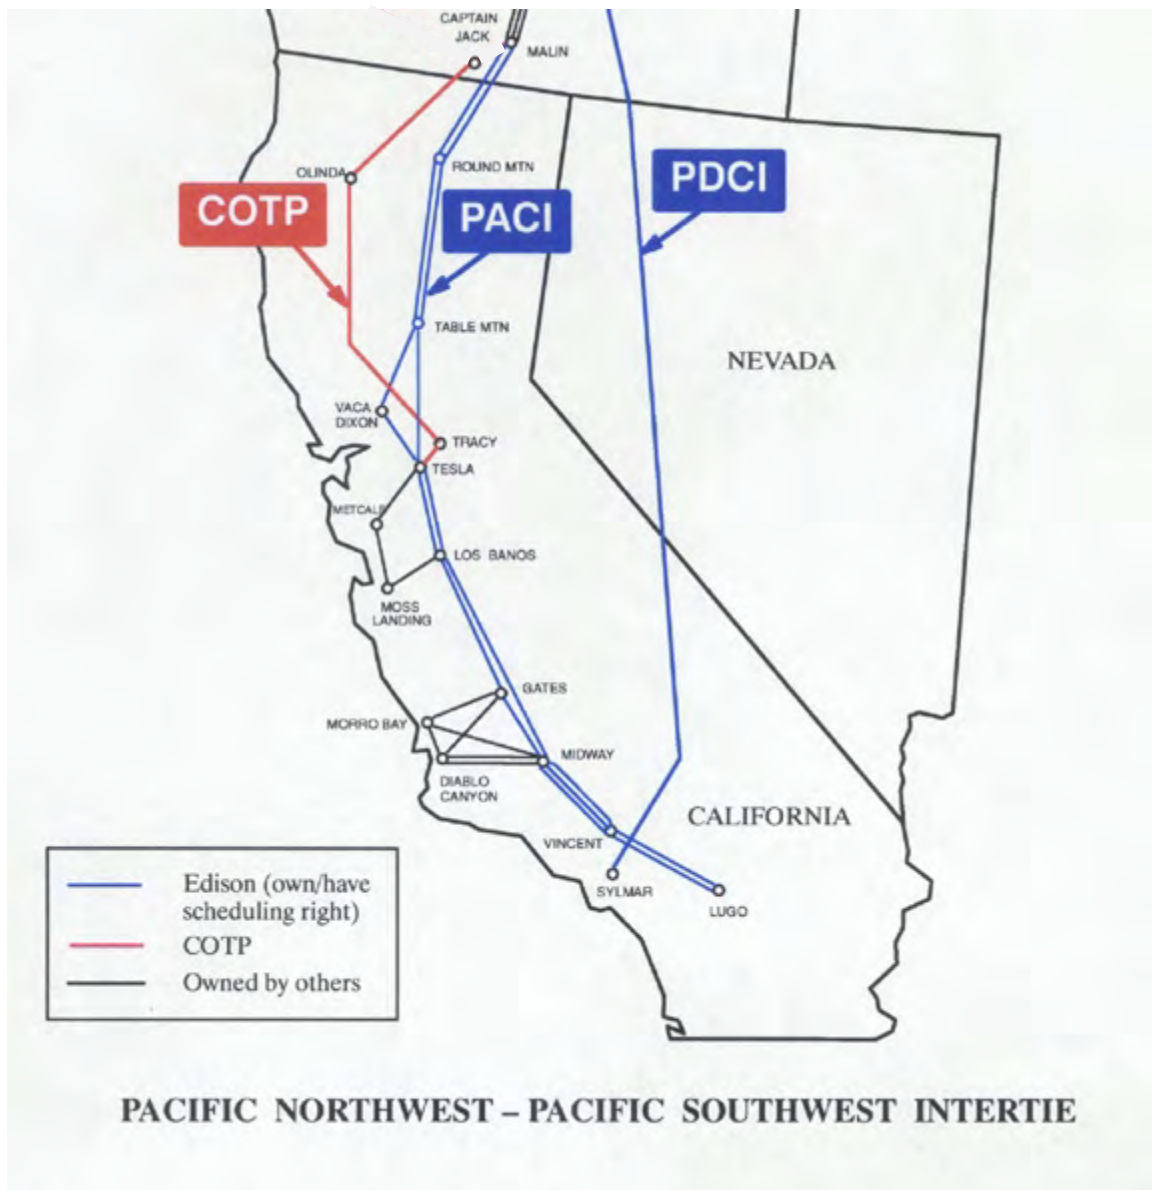 CAPTAIN
JACK
MALIN
ROUND MTN
OLINDA
COTP
PACI
PDCI
TABLE MTN
NEVADA
VACA
DIXON
TRACY
TESLA
METCALF
LOS BANOS
MOSS
LANDING
GATES
MORRO BAY
MIDWAY
DIABLO
CANYON
CALIFORNIA
VINCENT
SYLMAR
LUGO
Edison (own/have
scheduling right)
COTP
Owned by others
PACIFIC NORTHWEST – PACIFIC SOUTHWEST INTERTIE